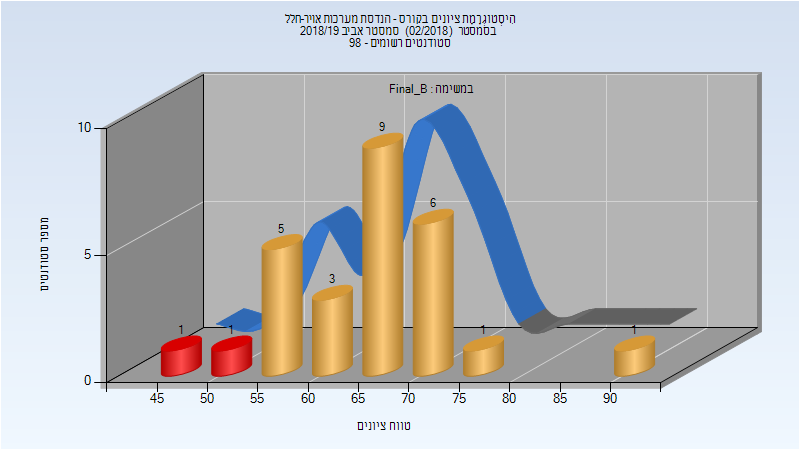 היסטוגרמת ציונים בקורס - הנדסת מערכות אויר-חלל
בסמסטר (02/2018) סמסטר אביב 2018/19
סטודנטים רשומים - 98
במשימה : Final_B
מספר סטודנטים
10
5
0
1
1
5
3
9
6
1
1
45 50 55 60 65 70 75 80 85 90
טווח ציונים